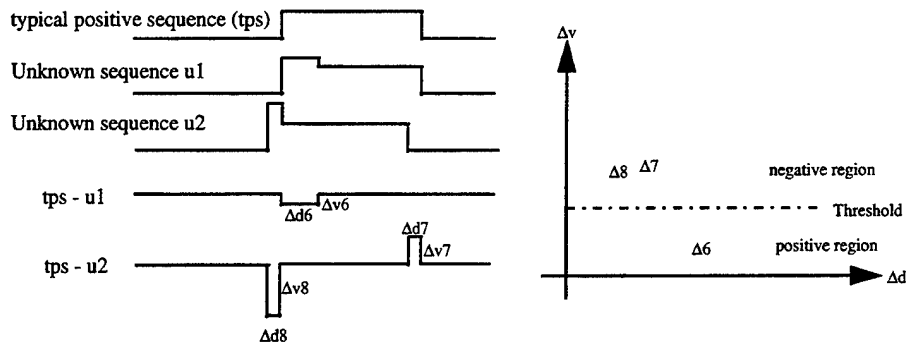 typical positive sequence (tps)
Unknown sequence u1
Unknown sequence u2
tps - u1
Δd6
Δv6
tps - u2
Δd7
Δv7
Δv8
Δd8
Δv
Δ8
Δ7
negative region
Threshold
Δ6
positive region
Δd